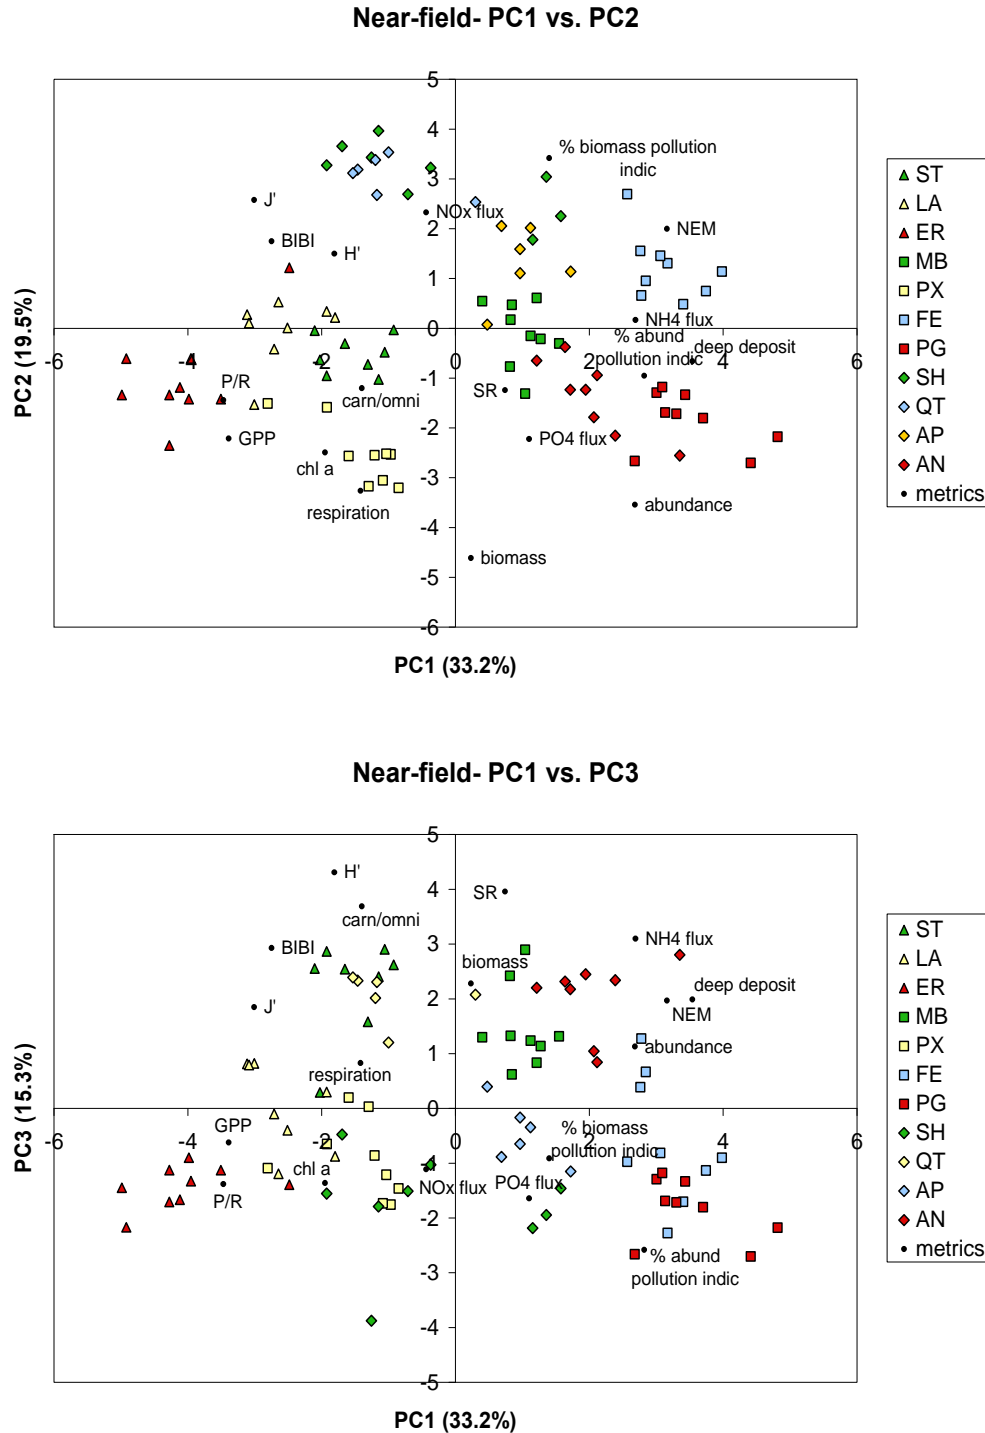 Near-field- PC1 vs. PC2
5
4
3
2
1
0
-1
-2
-3
-4
-5
-6
-6
-4
-2
0
2
4
6
PC2 (19.5%)
PC1 (33.2%)
% biomass pollution
indic
J'
NOx flux
NEM
BIBI
H'
NH4 flux
% abund
pollution indic
deep deposit
P/R
carn/omni
SR
GPP
PO4 flux
chl a
respiration
abundance
biomass
ST
LA
ER
MB
PX
FE
PG
SH
QT
AP
AN
metrics
Near-field- PC1 vs. PC3
5
4
3
2
1
0
-1
-2
-3
-4
-5
-6
-4
-2
0
2
4
6
PC3 (15.3%)
PC1 (33.2%)
H'
SR
carn/omni
BIBI
NH4 flux
biomass
deep deposit
J'
NEM
abundance
respiration
GPP
% biomass
pollution indic
chl a
P/R
NOx flux
PO4 flux
% abund
pollution indic
ST
LA
ER
MB
PX
FE
PG
SH
QT
AP
AN
metrics